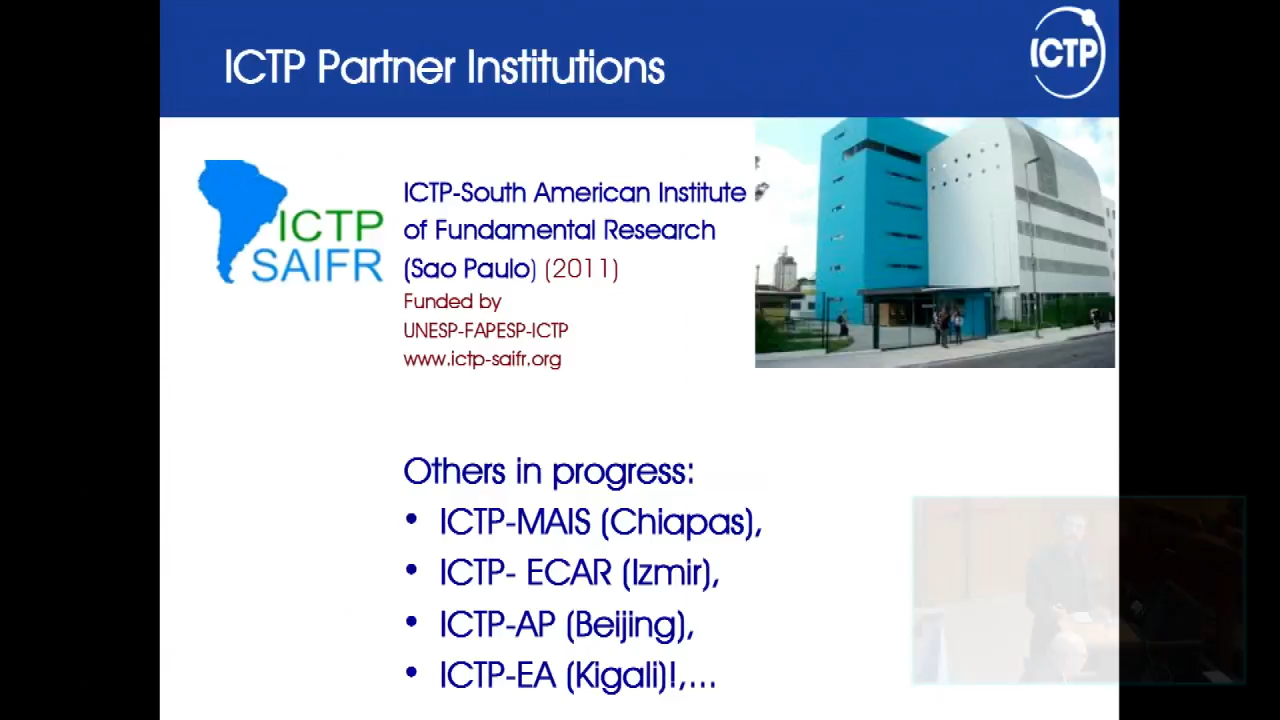 ICTP Partner Institutions
ICTP
ICTP
SAIFR
ICTP-South American Institute
of Fundamental Research
(Sao Paulo) (2011)
Funded by
UNESP-FAPESP-ICTP
www.ictp-saifr.org
Others in progress:
• ICTP-MAIS (Chiapas),
• ICTP- ECAR (Izmir),
• ICTP-AP (Beijing),
• ICTP-EA (Kigali)!,...